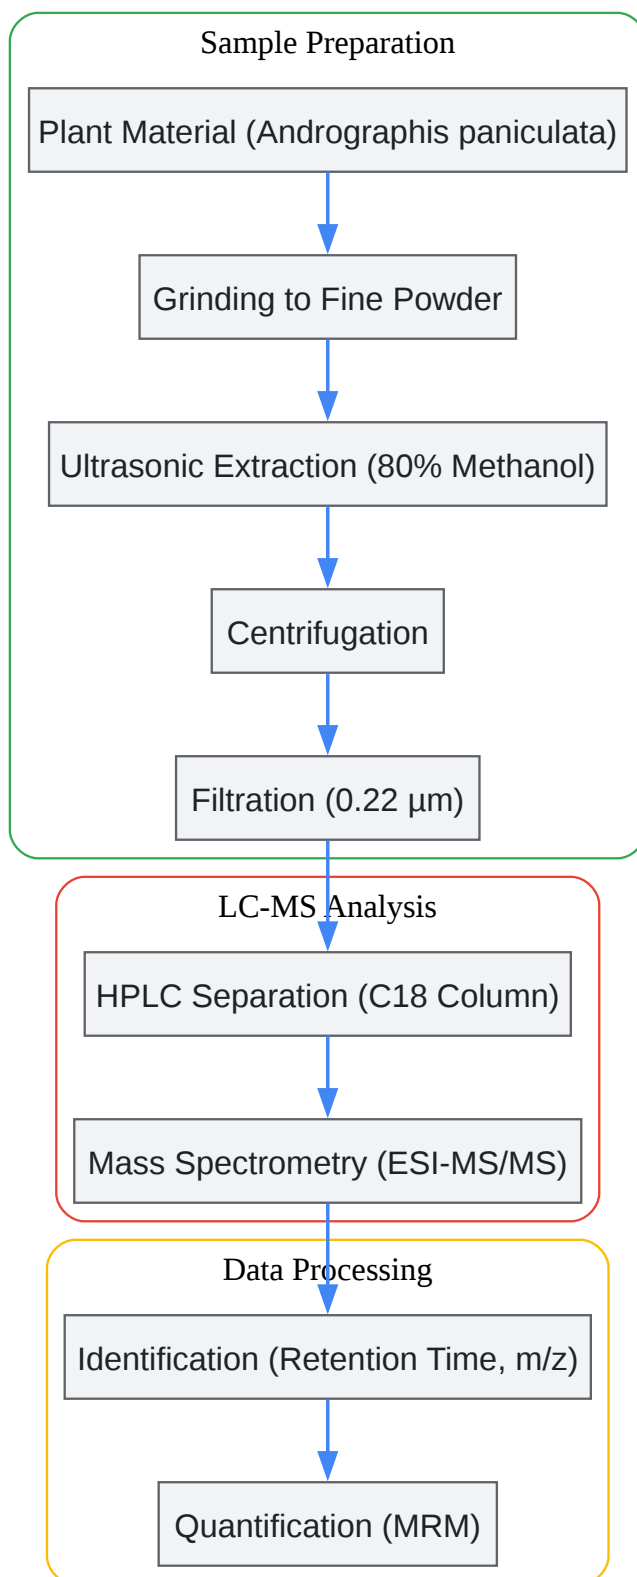 Sample Preparation
Plant Material (Andrographis paniculata)
Grinding to Fine Powder
Ultrasonic Extraction (80% Methanol)
Centrifugation
Filtration (0.22 µm)
LC-MS Analysis
HPLC Separation (C18 Column)
Mass Spectrometry (ESI-MS/MS)
Data Processing
Identification (Retention Time, m/z)
Quantification (MRM)